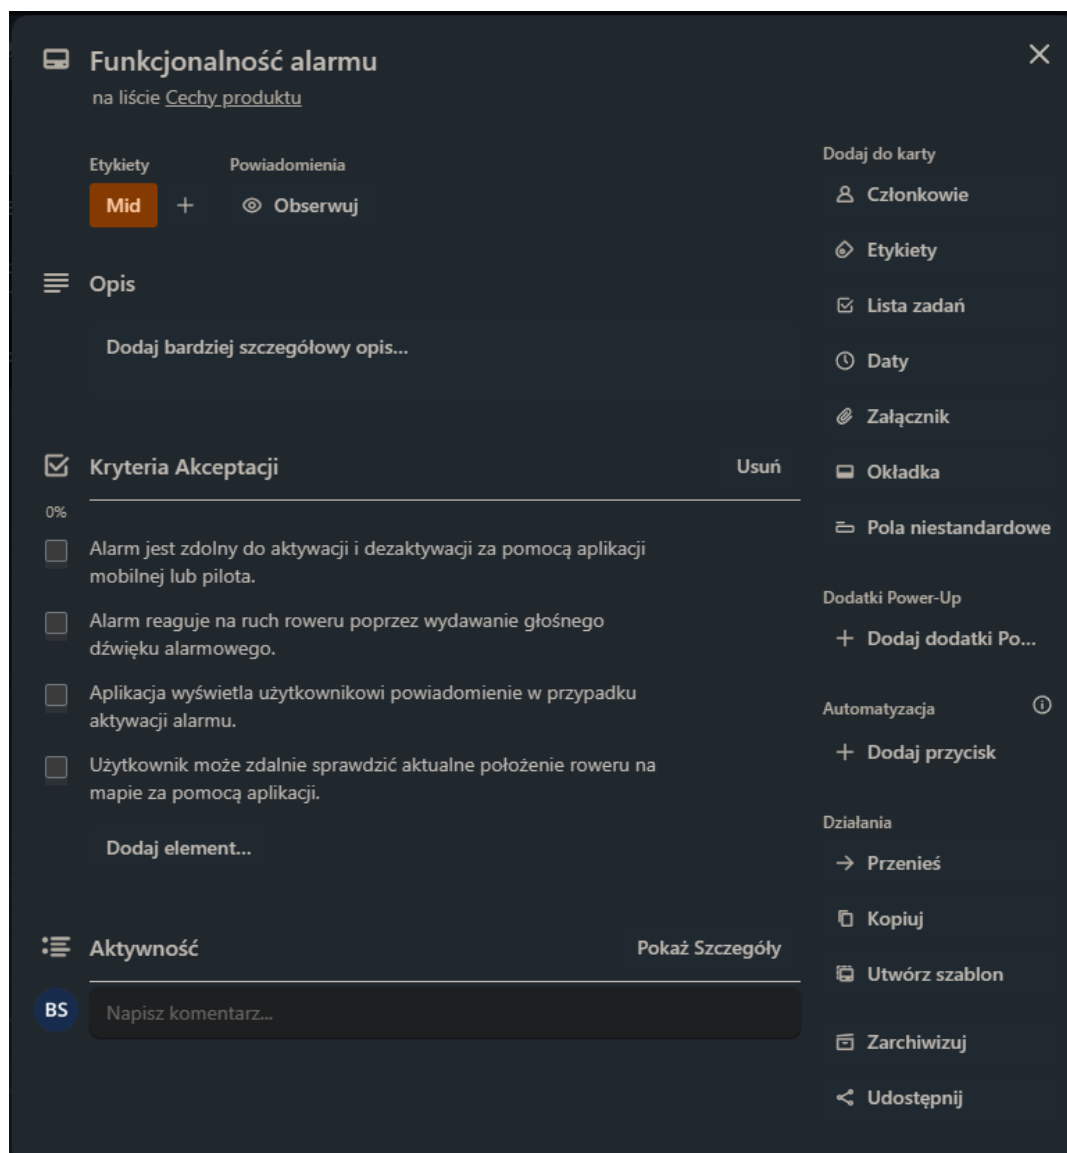 Funkcjonalność alarmu
na liście Cechy produktu
Etykiety
Powiadomienia
Mid
Obserwuj
Opis
Dodaj bardziej szczegółowy opis...
Kryteria Akceptacji
Usuń
0%
Alarm jest zdolny do aktywacji i dezaktywacji za pomocą aplikacji
mobilnej lub pilota.
Alarm reaguje na ruch roweru poprzez wydawanie głośnego
dźwięku alarmowego.
Aplikacja wyświetla użytkownikowi powiadomienie w przypadku
aktywacji alarmu.
Użytkownik może zdalnie sprawdzić aktualne położenie roweru na
mapie za pomocą aplikacji.
Dodaj element...
Aktywność
Pokaż Szczegóły
BS
Napisz komentarz...
Dodaj do karty
Członkowie
Etykiety
Lista zadań
Daty
Załącznik
Okładka
Pola niestandardowe
Dodatki Power-Up
Dodaj dodatki Po...
Automatyzacja
Dodaj przycisk
Działania
Przenieś
Kopiuj
Utwórz szablon
Zarchiwizuj
Udostępnij